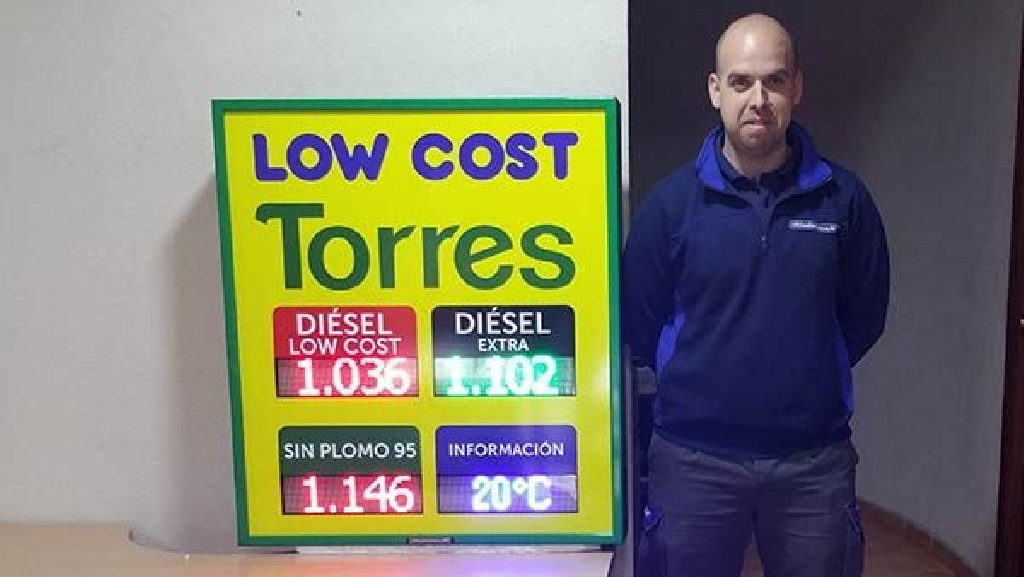 LOW COST
Torres
DIÉSEL
LOW COST
1.036
DIÉSEL
EXTRA
1.102
SIN PLOMO 95
1.146
INFORMACIÓN
20°C